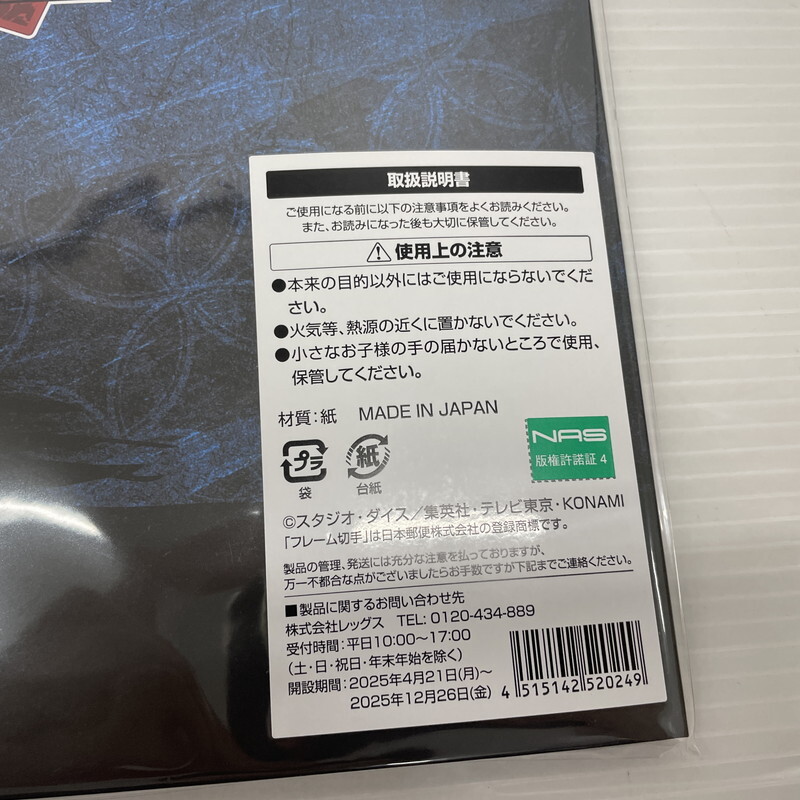 取扱説明書
ご使用になる前に以下の注意事項をよくお読みください。
また、お読みになった後も大切に保管してください。
使用上の注意
●本来の目的以外にはご使用にならないでくだ
さい。
●火気等、熱源の近くに置かないでください。
●小さなお子様の手の届かないところで使用、
保管してください。
材質：紙 MADE IN JAPAN
プラ
袋
紙
台紙
NAS
版権許諾証 4
©スタジオ・ダイス／集英社・テレビ東京・KONAMI
「フレーム切手」は日本郵便株式会社の登録商標です。
製品の管理、発送には充分な注意を払っておりますが、
万一不都合な点がございましたらお手数ですが下記までご連絡ください。
■製品に関するお問い合わせ先
株式会社レッグス TEL: 0120-434-889
受付時間：平日10:00～17:00
（土・日・祝日・年末年始を除く）
開設期間：2025年4月21日(月)～
2025年12月26日(金)
4 515142 520249